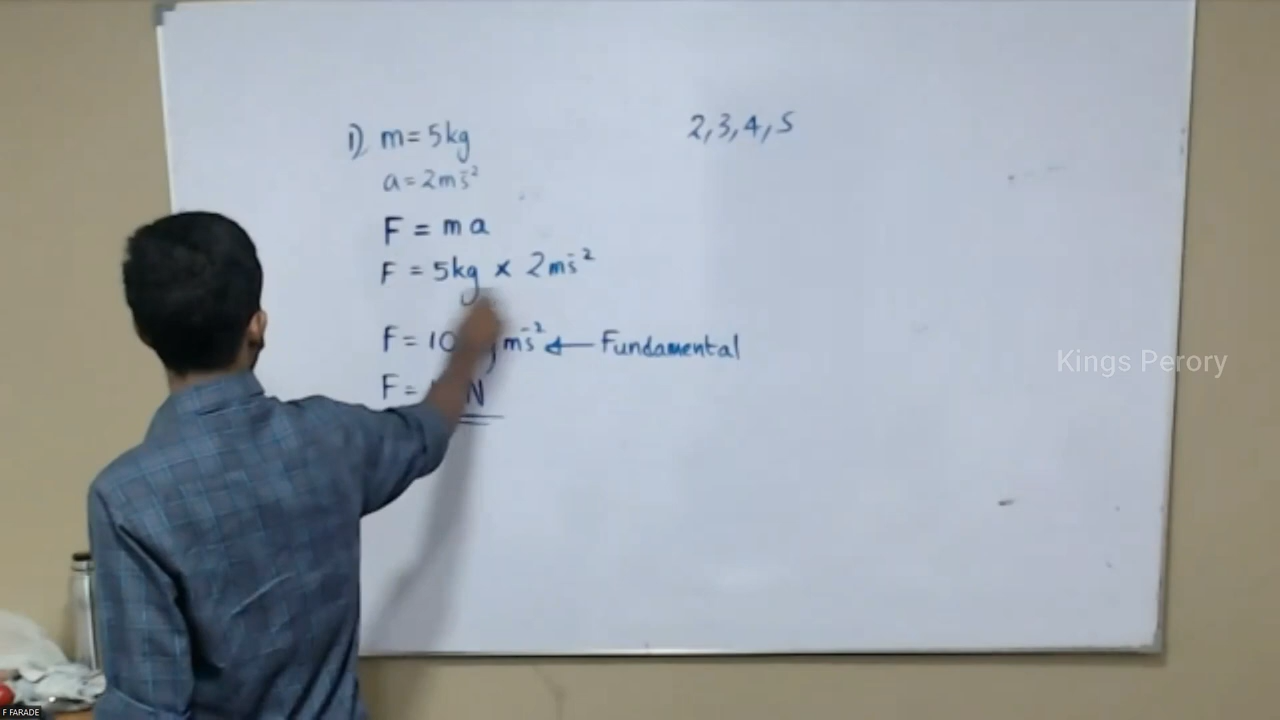 1) m = 5kg
a = 2ms⁻²
F = ma
F = 5kg × 2ms⁻²
F = 10 ms⁻² ← Fundamental
F = N
2,3,4,5
Kings Perory
F FARADE